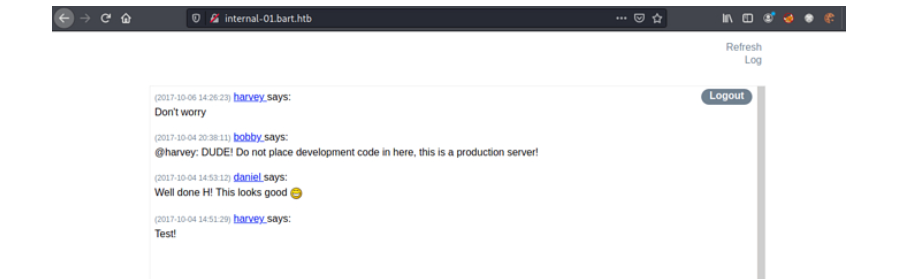 internal-01.bart.htb
Refresh
Log
Logout
(2017-10-06 14:26:23) harvey says:
Don't worry
(2017-10-04 20:38:11) bobby says:
@harvey: DUDE! Do not place development code in here, this is a production server!
(2017-10-04 14:53:12) daniel says:
Well done H! This looks good
(2017-10-04 14:51:29) harvey says:
Test!